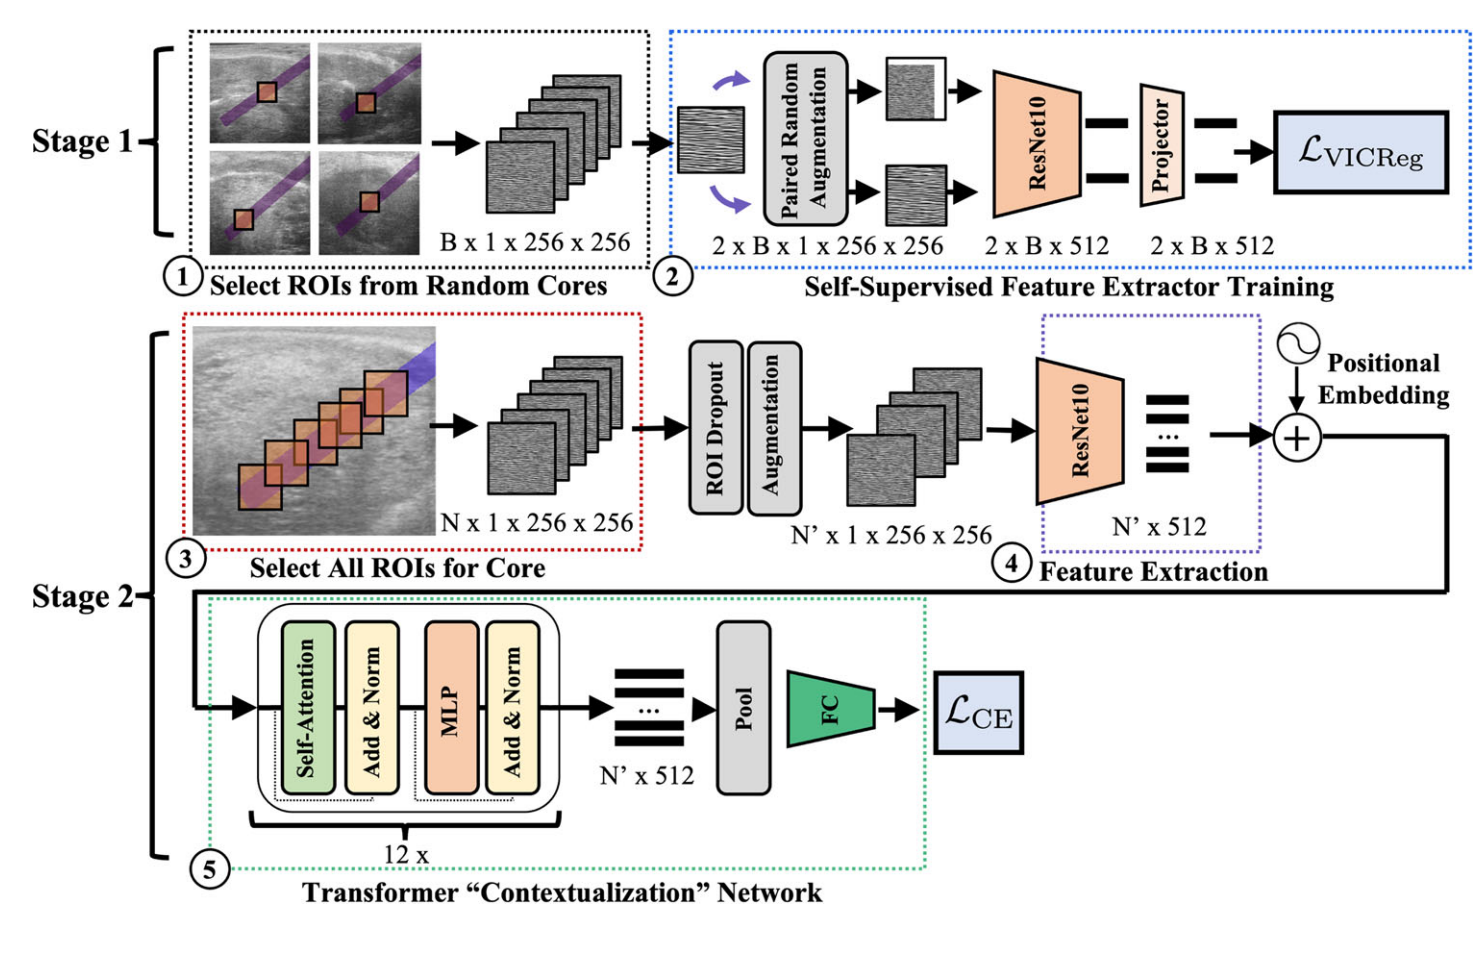 Stage 1
B x 1 x 256 x 256
1
Select ROIs from Random Cores
Paired Random
Augmentation
2 x B x 1 x 256 x 256
ResNet10
2 x B x 512
Projector
2 x B x 512
ℒVICReg
2
Self-Supervised Feature Extractor Training
Stage 2
N x 1 x 256 x 256
3
Select All ROIs for Core
ROI Dropout
Augmentation
N’ x 1 x 256 x 256
ResNet10
...
N’ x 512
4
Feature Extraction
Positional
Embedding
+
Self-Attention
Add & Norm
MLP
Add & Norm
12 x
...
N’ x 512
Pool
FC
ℒCE
5
Transformer “Contextualization” Network